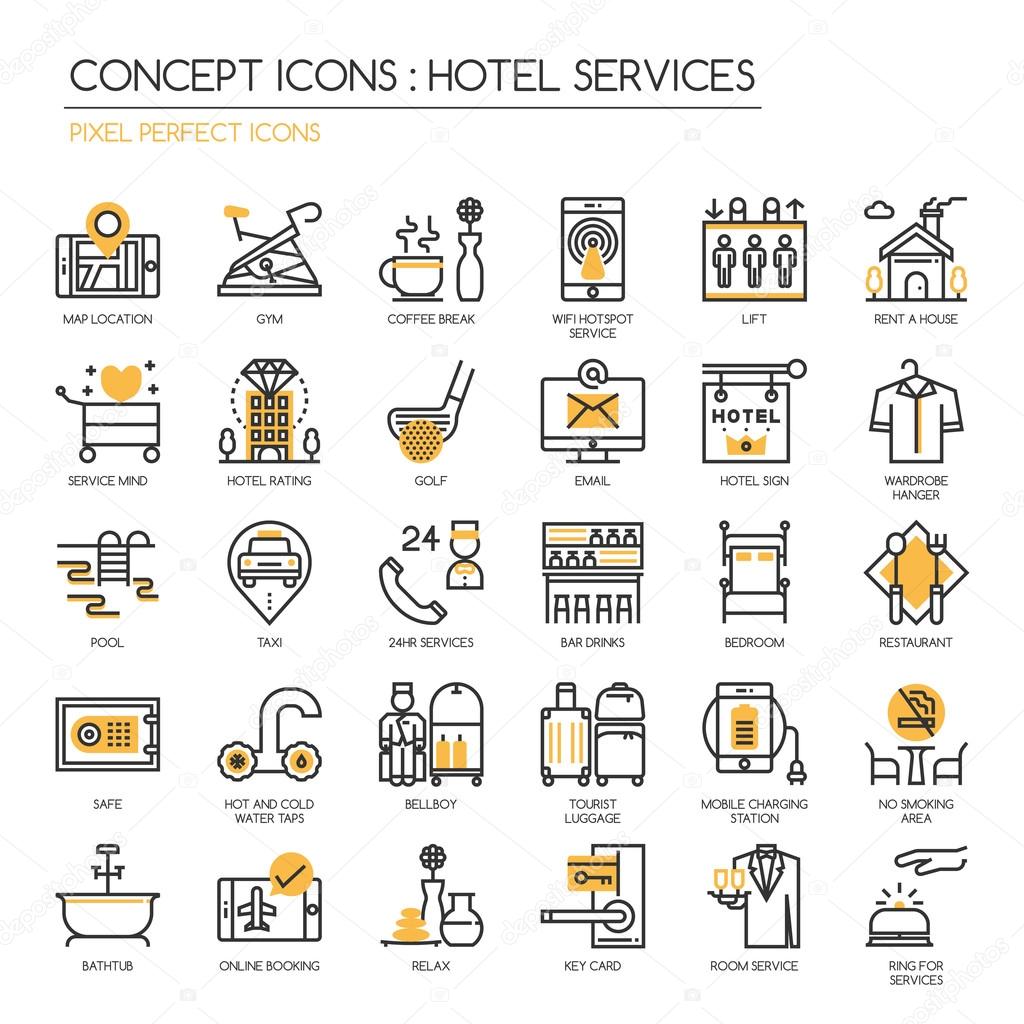 CONCEPT ICONS : HOTEL SERVICES
PIXEL PERFECT ICONS
MAP LOCATION
GYM
COFFEE BREAK
WIFI HOTSPOT
SERVICE
LIFT
RENT A HOUSE
SERVICE MIND
HOTEL RATING
GOLF
@
EMAIL
HOTEL
HOTEL SIGN
WARDROBE
HANGER
POOL
TAXI
24
24HR SERVICES
BAR DRINKS
BEDROOM
RESTAURANT
SAFE
HOT AND COLD
WATER TAPS
BELLBOY
TOURIST
LUGGAGE
MOBILE CHARGING
STATION
NO SMOKING
AREA
BATHTUB
ONLINE BOOKING
RELAX
KEY CARD
ROOM SERVICE
RING FOR
SERVICES
depositphotos